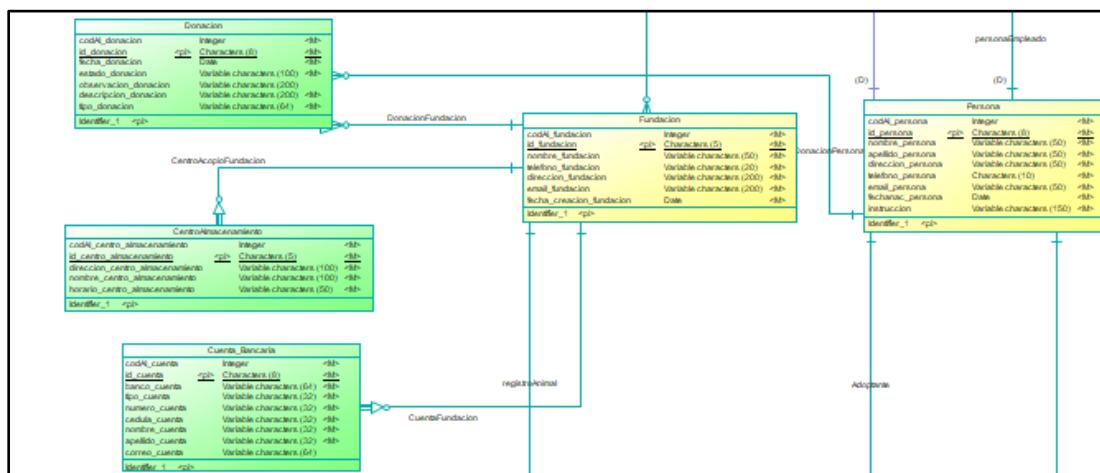 Donacion
codAI_donacion Integer <M>
id_donacion <pi> Characters (8) <M>
fecha_donacion Date <M>
estado_donacion Variable characters (100) <M>
observacion_donacion Variable characters (200)
descripcion_donacion Variable characters (200) <M>
tipo_donacion Variable characters (64) <M>
Identifier_1 <pi>
personaEmpleado
(D)
(D)
DonacionFundacion
CentroAcopioFundacion
DonacionPersona
Fundacion
codAI_fundacion Integer <M>
id_fundacion <pi> Characters (5) <M>
nombre_fundacion Variable characters (50) <M>
telefono_fundacion Variable characters (20) <M>
direccion_fundacion Variable characters (200) <M>
email_fundacion Variable characters (200) <M>
fecha_creacion_fundacion Date <M>
Identifier_1 <pi>
Persona
codAI_persona Integer <M>
id_persona <pi> Characters (8) <M>
nombre_persona Variable characters (50) <M>
apellido_persona Variable characters (50) <M>
direccion_persona Variable characters (50) <M>
telefono_persona Characters (10) <M>
email_persona Variable characters (50) <M>
fechanac_persona Date <M>
instruccion Variable characters (150) <M>
Identifier_1 <pi>
CentroAlmacenamiento
codAI_centro_almacenamiento Integer <M>
id_centro_almacenamiento <pi> Characters (5) <M>
direccion_centro_almacenamiento Variable characters (100) <M>
nombre_centro_almacenamiento Variable characters (100) <M>
horario_centro_almacenamiento Variable characters (50) <M>
Identifier_1 <pi>
Cuenta_Bancaria
codAI_cuenta Integer <M>
id_cuenta <pi> Characters (8) <M>
banco_cuenta Variable characters (64) <M>
tipo_cuenta Variable characters (32) <M>
numero_cuenta Variable characters (32) <M>
cedula_cuenta Variable characters (32) <M>
nombre_cuenta Variable characters (32) <M>
apellido_cuenta Variable characters (32) <M>
correo_cuenta Variable characters (64)
Identifier_1 <pi>
registroAnimal
Adoptante
CuentaFundacion